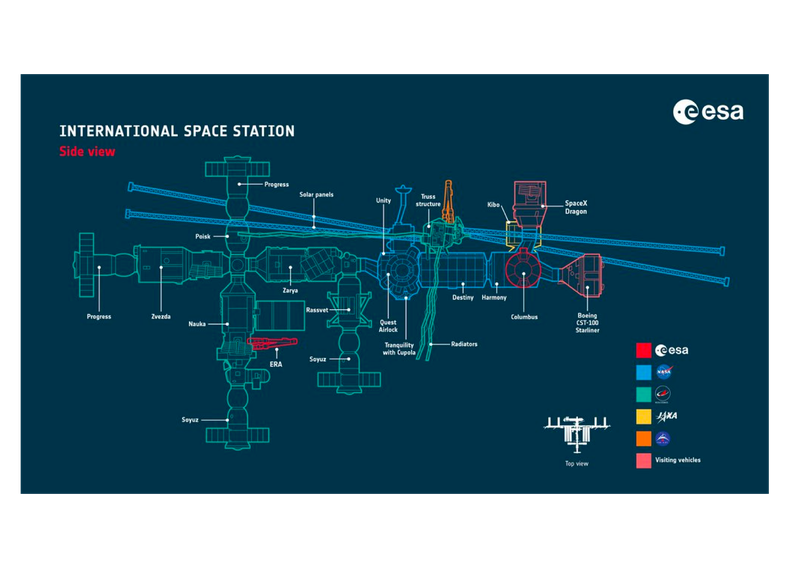 esa
INTERNATIONAL SPACE STATION
Side view
Progress
Solar panels
Unity
Truss
structure
Kibo
SpaceX
Dragon
Poisk
Zarya
Progress
Zvezda
Nauka
Rassvet
Quest
Airlock
Destiny
Harmony
Columbus
Boeing
CST-100
Starliner
Tranquility
with Cupola
Radiators
ERA
Soyuz
Soyuz
esa
NASA
JAXA
Visiting vehicles
Top view